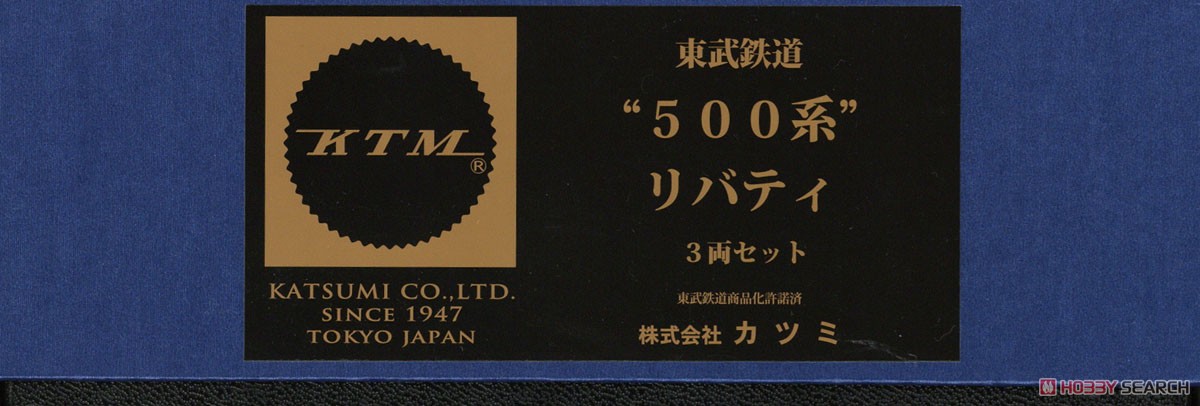 KTM®
KATSUMI CO.,LTD.
SINCE 1947
TOKYO JAPAN
東武鉄道
“５００系”
リバティ
３両セット
東武鉄道商品化許諾済
株式会社 カツミ
HOBBY SEARCH